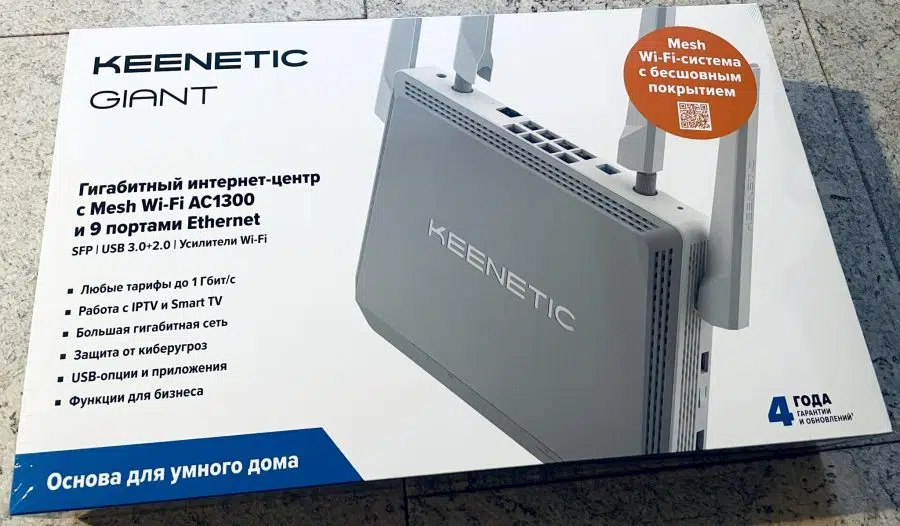 KEENETIC
GIANT
Mesh
Wi-Fi-система
с бесшовным
покрытием
Гигабитный интернет-центр
с Mesh Wi-Fi AC1300
и 9 портами Ethernet
SFP | USB 3.0+2.0 | Усилители Wi-Fi
Любые тарифы до 1 Гбит/с
Работа с IPTV и Smart TV
Большая гигабитная сеть
Защита от киберугроз
USB-опции и приложения
Функции для бизнеса
KEENETIC
KEENETIC
4 ГОДА
ГАРАНТИИ
И ОБНОВЛЕНИЙ¹
Основа для умного дома